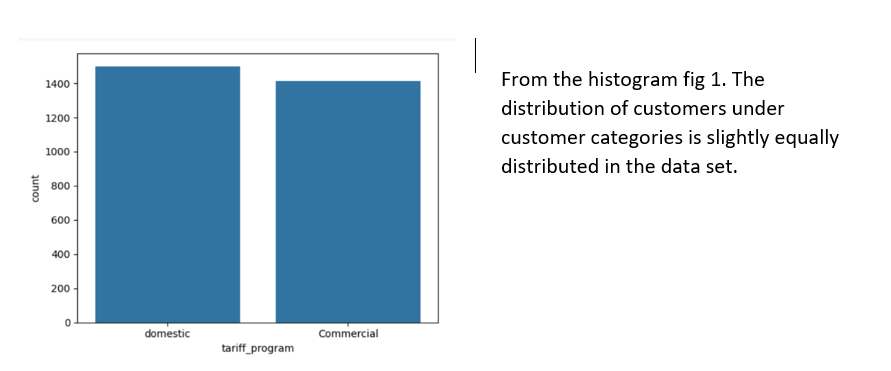 1400
1200
1000
800
600
400
200
0
count
domestic Commercial
tariff_program
From the histogram fig 1. The
distribution of customers under
customer categories is slightly equally
distributed in the data set.